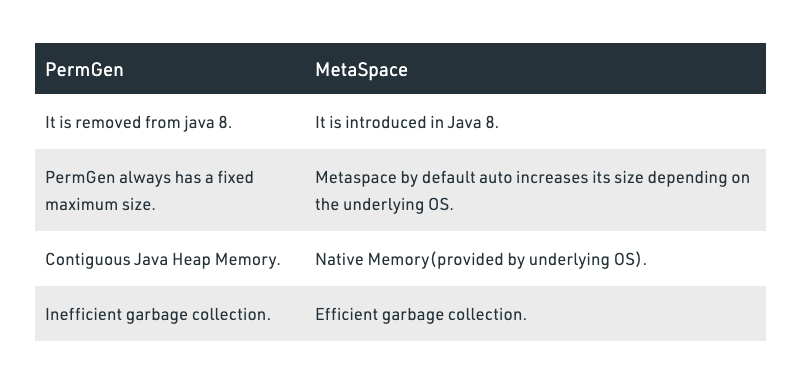 PermGen
MetaSpace
It is removed from java 8.
It is introduced in Java 8.
PermGen always has a fixed
maximum size.
Metaspace by default auto increases its size depending on
the underlying OS.
Contiguous Java Heap Memory.
Native Memory(provided by underlying OS).
Inefficient garbage collection.
Efficient garbage collection.